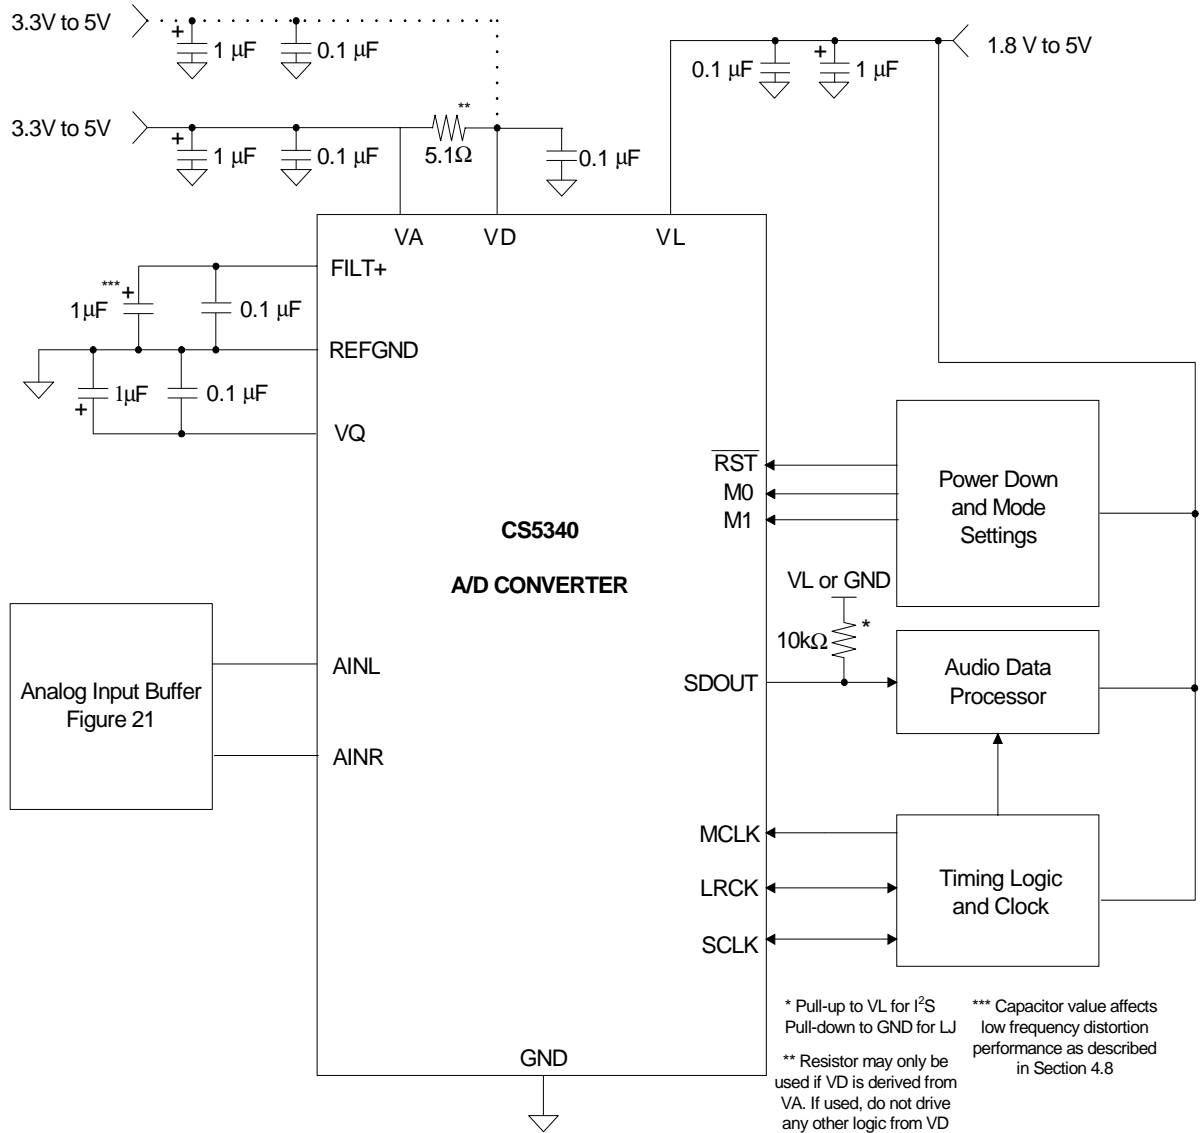 3.3V to 5V
+
1 µF
0.1 µF
0.1 µF
+
1 µF
1.8 V to 5V
3.3V to 5V
+
1 µF
0.1 µF
**
5.1Ω
0.1 µF
VA
VD
VL
FILT+
***
+
1µF
0.1 µF
REFGND
+
1µF
0.1 µF
VQ
RST
M0
M1
Power Down
and Mode
Settings
CS5340
A/D CONVERTER
VL or GND
*
10kΩ
Analog Input Buffer
Figure 21
AINL
AINR
SDOUT
Audio Data
Processor
MCLK
LRCK
SCLK
Timing Logic
and Clock
GND
* Pull-up to VL for I²S
Pull-down to GND for LJ
** Resistor may only be
used if VD is derived from
VA. If used, do not drive
any other logic from VD
*** Capacitor value affects
low frequency distortion
performance as described
in Section 4.8